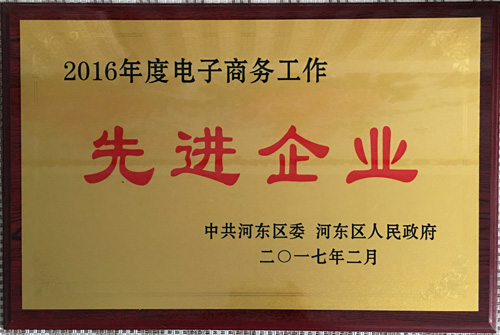 2016年度电子商务工作
先进企业
中共河东区委 河东区人民政府
二〇一七年二月